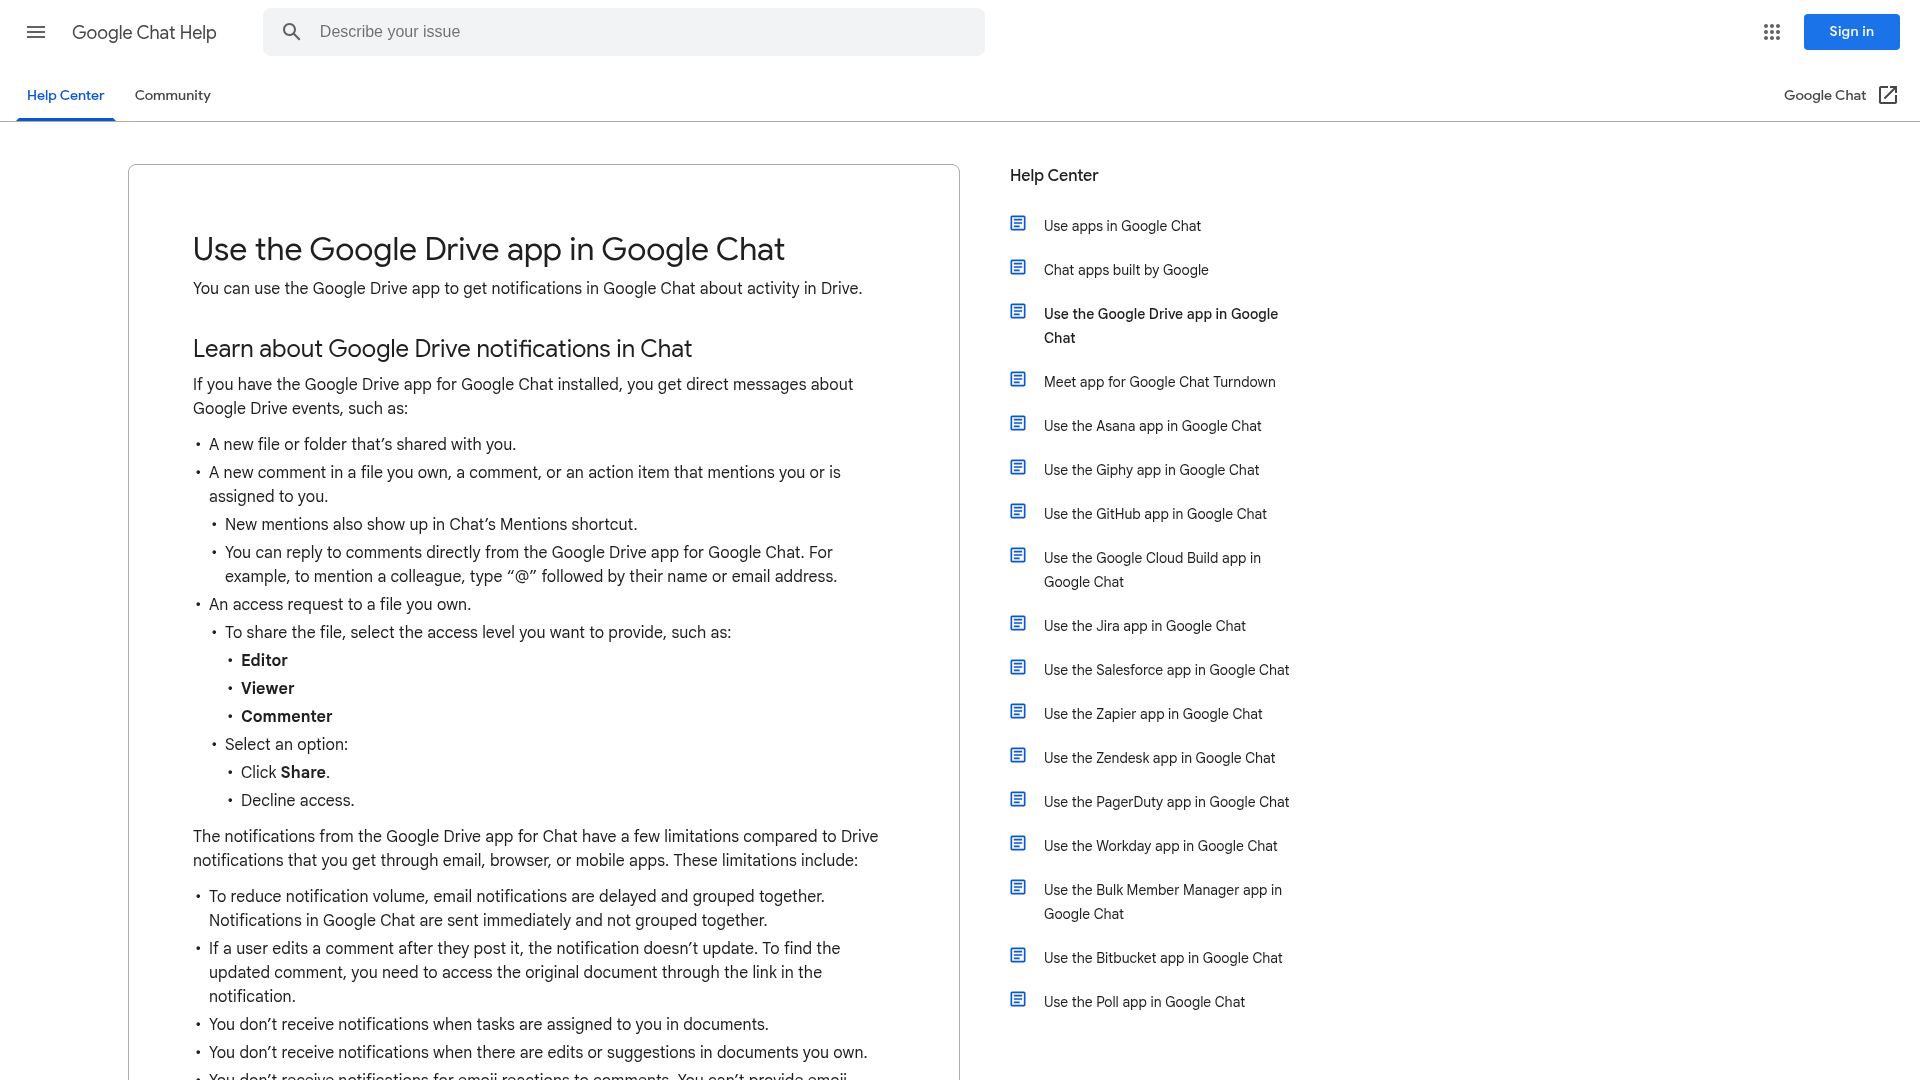 Google Chat Help
Describe your issue
Sign in
Help Center
Community
Google Chat
Use the Google Drive app in Google Chat
You can use the Google Drive app to get notifications in Google Chat about activity in Drive.
Learn about Google Drive notifications in Chat
If you have the Google Drive app for Google Chat installed, you get direct messages about
Google Drive events, such as:
• A new file or folder that’s shared with you.
• A new comment in a file you own, a comment, or an action item that mentions you or is
assigned to you.
• New mentions also show up in Chat’s Mentions shortcut.
• You can reply to comments directly from the Google Drive app for Google Chat. For
example, to mention a colleague, type “@” followed by their name or email address.
• An access request to a file you own.
• To share the file, select the access level you want to provide, such as:
• Editor
• Viewer
• Commenter
• Select an option:
• Click Share.
• Decline access.
The notifications from the Google Drive app for Chat have a few limitations compared to Drive
notifications that you get through email, browser, or mobile apps. These limitations include:
• To reduce notification volume, email notifications are delayed and grouped together.
Notifications in Google Chat are sent immediately and not grouped together.
• If a user edits a comment after they post it, the notification doesn’t update. To find the
updated comment, you need to access the original document through the link in the
notification.
• You don’t receive notifications when tasks are assigned to you in documents.
• You don’t receive notifications when there are edits or suggestions in documents you own.
• You don’t receive notifications for emoji reactions to comments. You can’t provide emoji
Help Center
Use apps in Google Chat
Chat apps built by Google
Use the Google Drive app in Google
Chat
Meet app for Google Chat Turndown
Use the Asana app in Google Chat
Use the Giphy app in Google Chat
Use the GitHub app in Google Chat
Use the Google Cloud Build app in
Google Chat
Use the Jira app in Google Chat
Use the Salesforce app in Google Chat
Use the Zapier app in Google Chat
Use the Zendesk app in Google Chat
Use the PagerDuty app in Google Chat
Use the Workday app in Google Chat
Use the Bulk Member Manager app in
Google Chat
Use the Bitbucket app in Google Chat
Use the Poll app in Google Chat